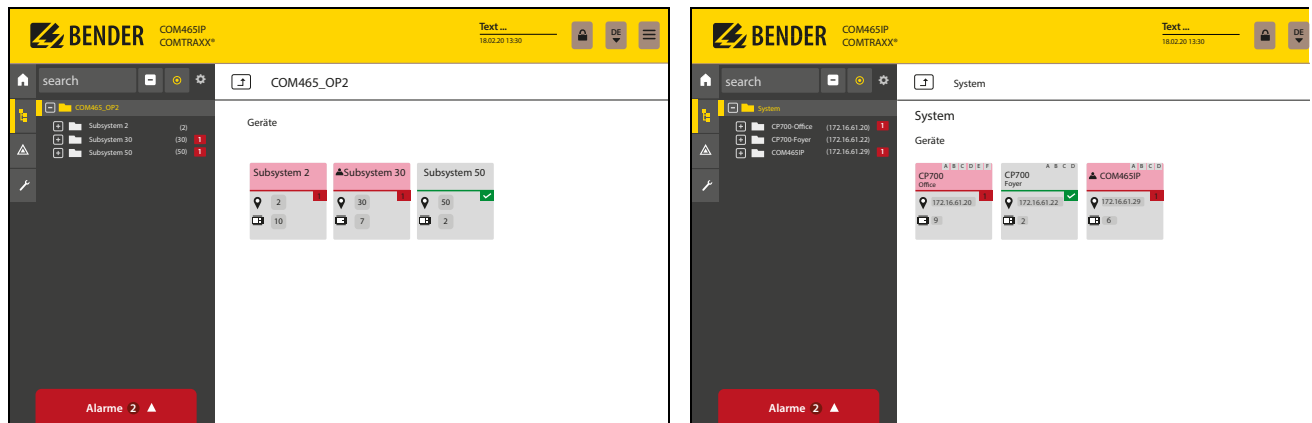 BENDER
COM465IP
COMTRAXX®
Text ...
18.02.20 13:30
DE
search
COM465_OP2
COM465_OP2
Subsystem 2 (2)
Subsystem 30 (30) 1
Subsystem 50 (50) 1
Geräte
Subsystem 2
Subsystem 30
Subsystem 50
2
30
50
10
7
2
Alarme 2
BENDER
COM465IP
COMTRAXX®
Text ...
18.02.20 13:30
DE
search
System
System
CP700-Office (172.16.61.20) 1
CP700-Foyer (172.16.61.22)
COM465IP (172.16.61.29) 1
System
Geräte
A B C D E F
A B C D
A B C D
CP700
Office
CP700
Foyer
COM465IP
172.16.61.20
172.16.61.22
172.16.61.29
9
2
6
Alarme 2